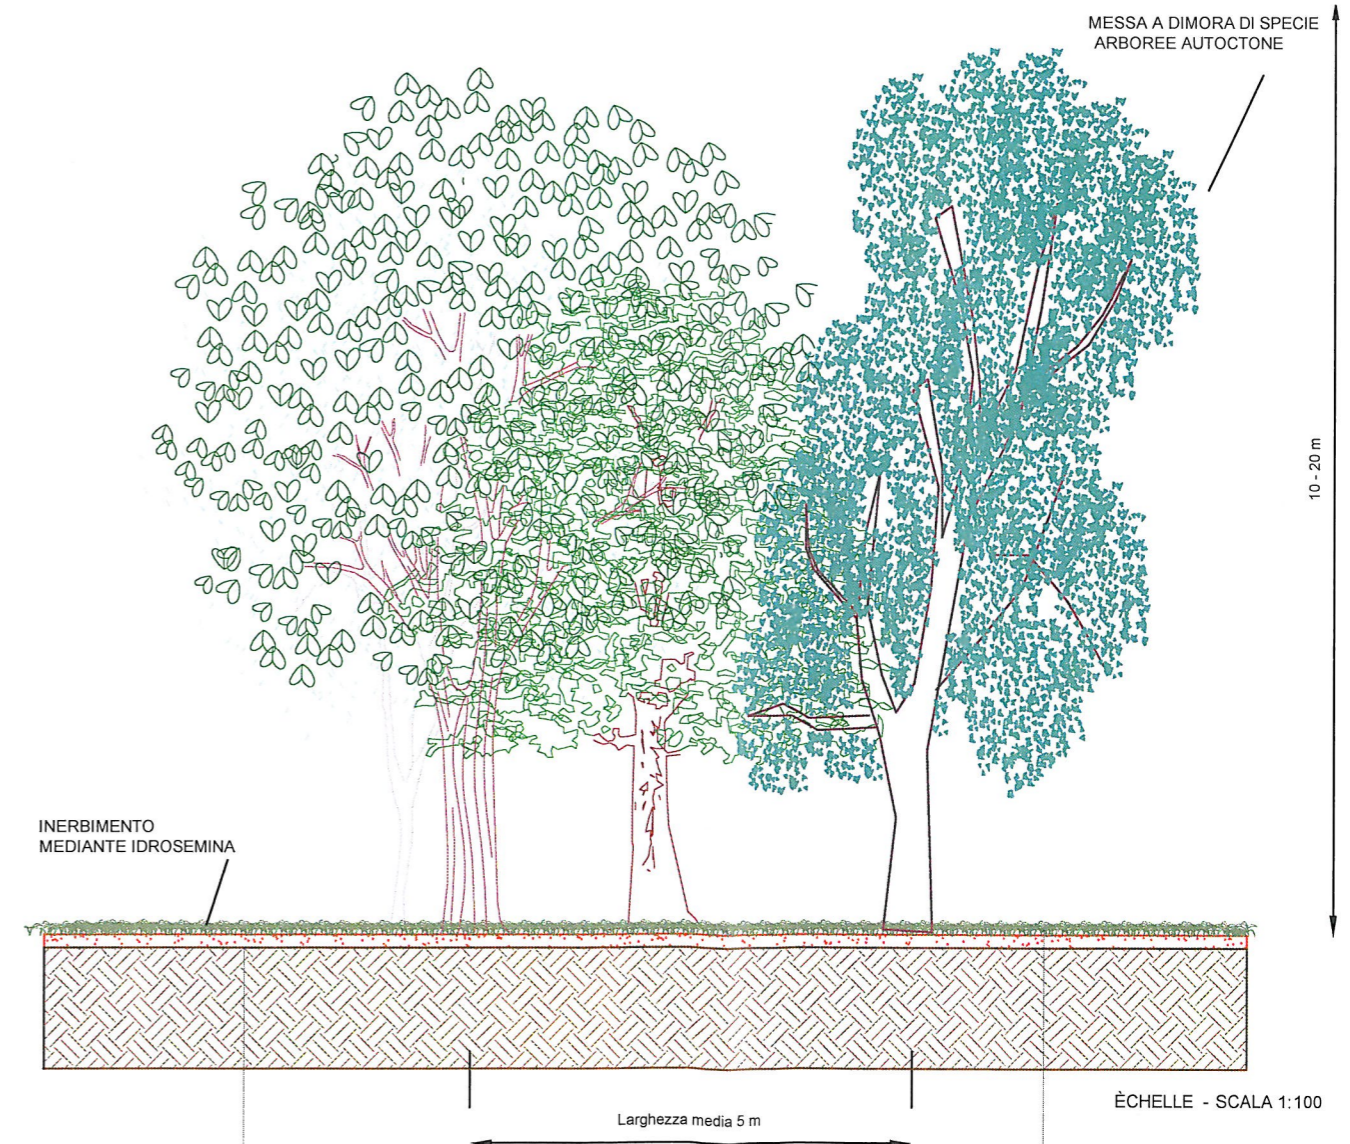 MESSA A DIMORA DI SPECIE
ARBOREE AUTOCTONE
10 - 20 m
INERBIMENTO
MEDIANTE IDROSEMINA
ÈCHELLE - SCALA 1:100
Larghezza media 5 m